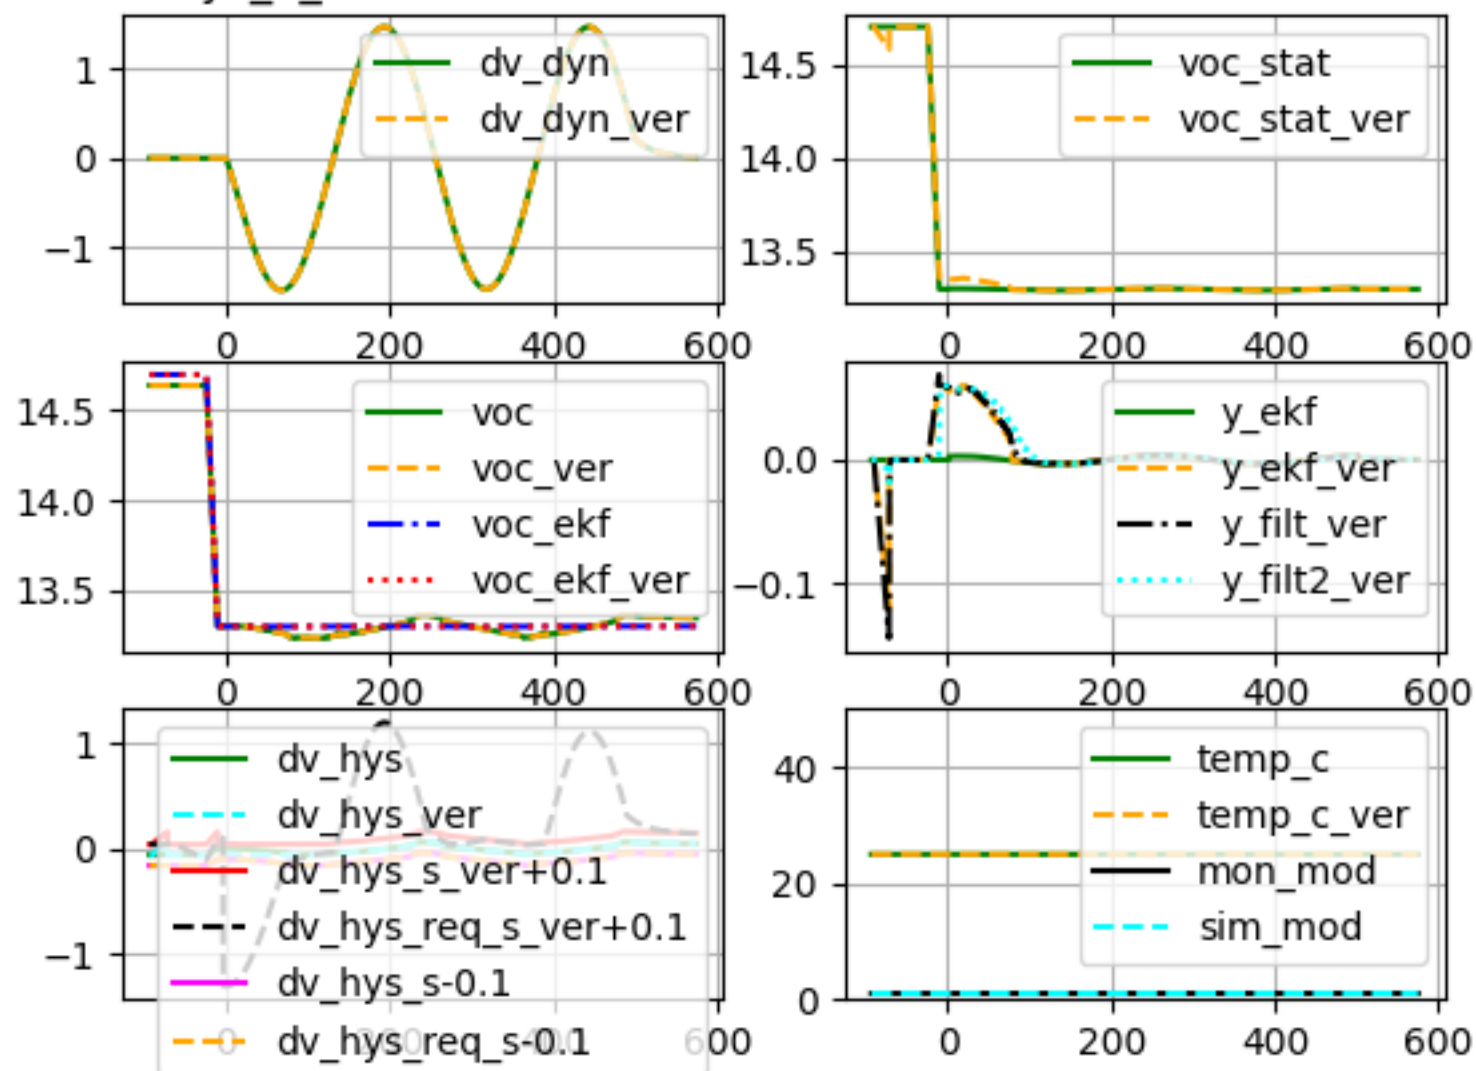 1
0
−1
0
200
400
600
dv_dyn
dv_dyn_ver
14.5
14.0
13.5
0
200
400
600
voc_stat
voc_stat_ver
14.5
14.0
13.5
0
200
400
600
voc
voc_ver
voc_ekf
voc_ekf_ver
0.0
−0.1
0
200
400
600
y_ekf
y_ekf_ver
y_filt_ver
y_filt2_ver
1
0
−1
0
200
400
600
dv_hys
dv_hys_ver
dv_hys_s_ver+0.1
dv_hys_req_s_ver+0.1
dv_hys_s-0.1
dv_hys_req_s-0.1
40
20
0
0
200
400
600
temp_c
temp_c_ver
mon_mod
sim_mod